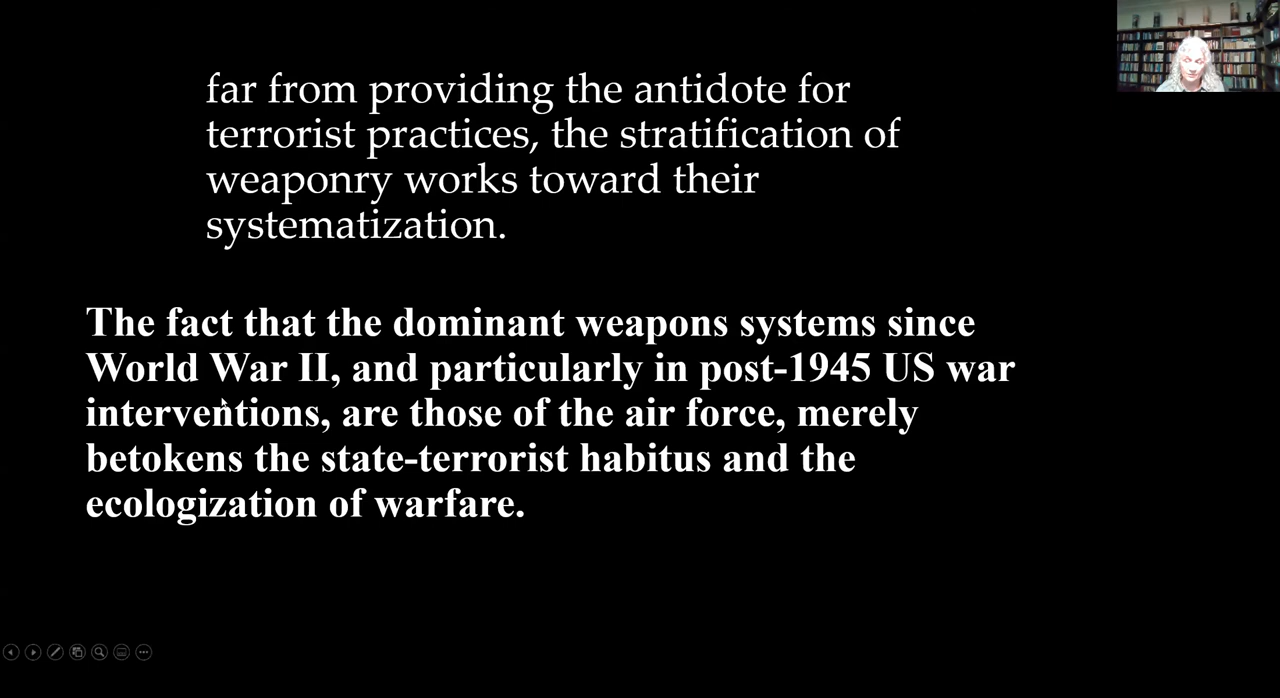 far from providing the antidote for
terrorist practices, the stratification of
weaponry works toward their
systematization.
The fact that the dominant weapons systems since
World War II, and particularly in post-1945 US war
interventions, are those of the air force, merely
betokens the state-terrorist habitus and the
ecologization of warfare.